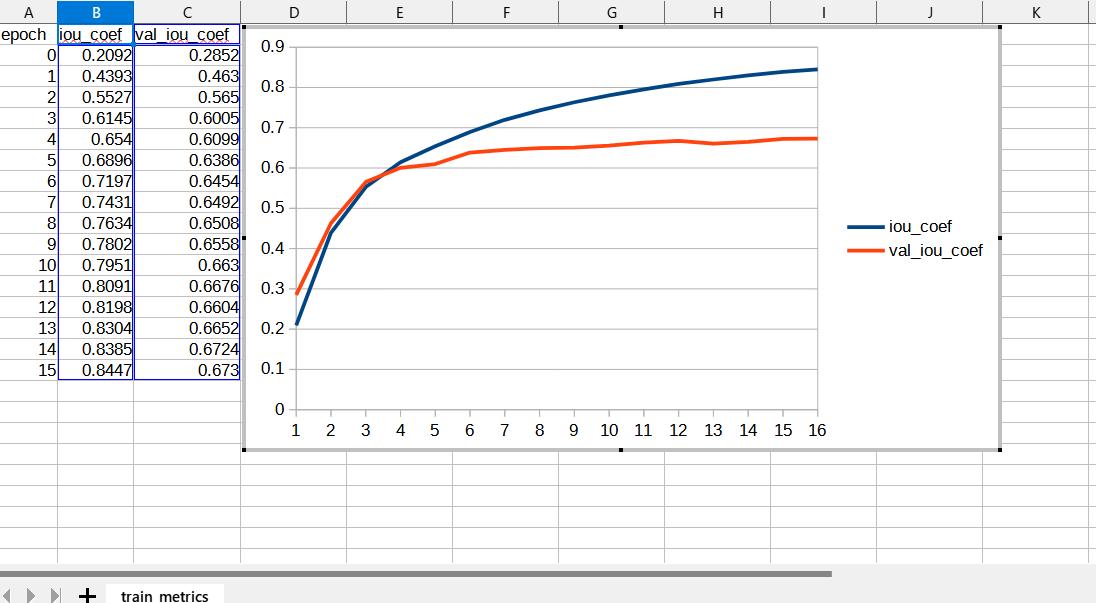 A B C D E F G H I J K
epoch iou_coef val_iou_coef
0 0.2092 0.2852
1 0.4393 0.463
2 0.5527 0.565
3 0.6145 0.6005
4 0.654 0.6099
5 0.6896 0.6386
6 0.7197 0.6454
7 0.7431 0.6492
8 0.7634 0.6508
9 0.7802 0.6558
10 0.7951 0.663
11 0.8091 0.6676
12 0.8198 0.6604
13 0.8304 0.6652
14 0.8385 0.6724
15 0.8447 0.673
0.9
0.8
0.7
0.6
0.5
0.4
0.3
0.2
0.1
0
1 2 3 4 5 6 7 8 9 10 11 12 13 14 15 16
iou_coef
val_iou_coef
train_metrics